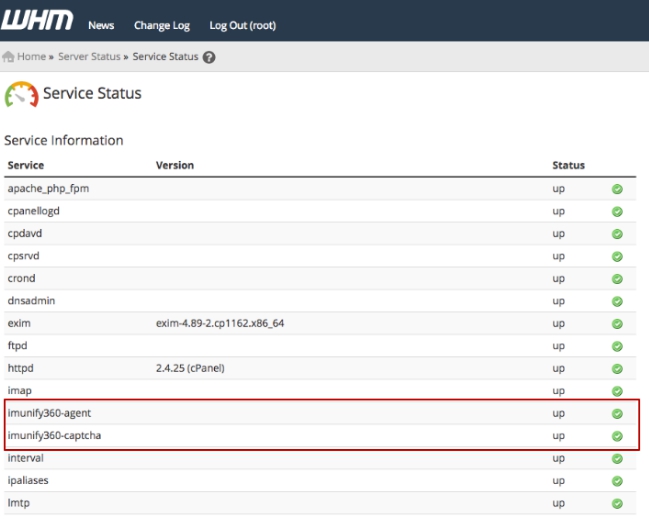 WHM News Change Log Log Out (root)
Home » Server Status » Service Status ?
Service Status
Service Information
Service Version Status
apache_php_fpm up
cpanellogd up
cpdavd up
cpsrvd up
crond up
dnsadmin up
exim exim-4.89-2.cp1162.x86_64 up
ftpd up
httpd 2.4.25 (cPanel) up
imap up
imunify360-agent up
imunify360-captcha up
interval up
ipaliases up
lmtp up